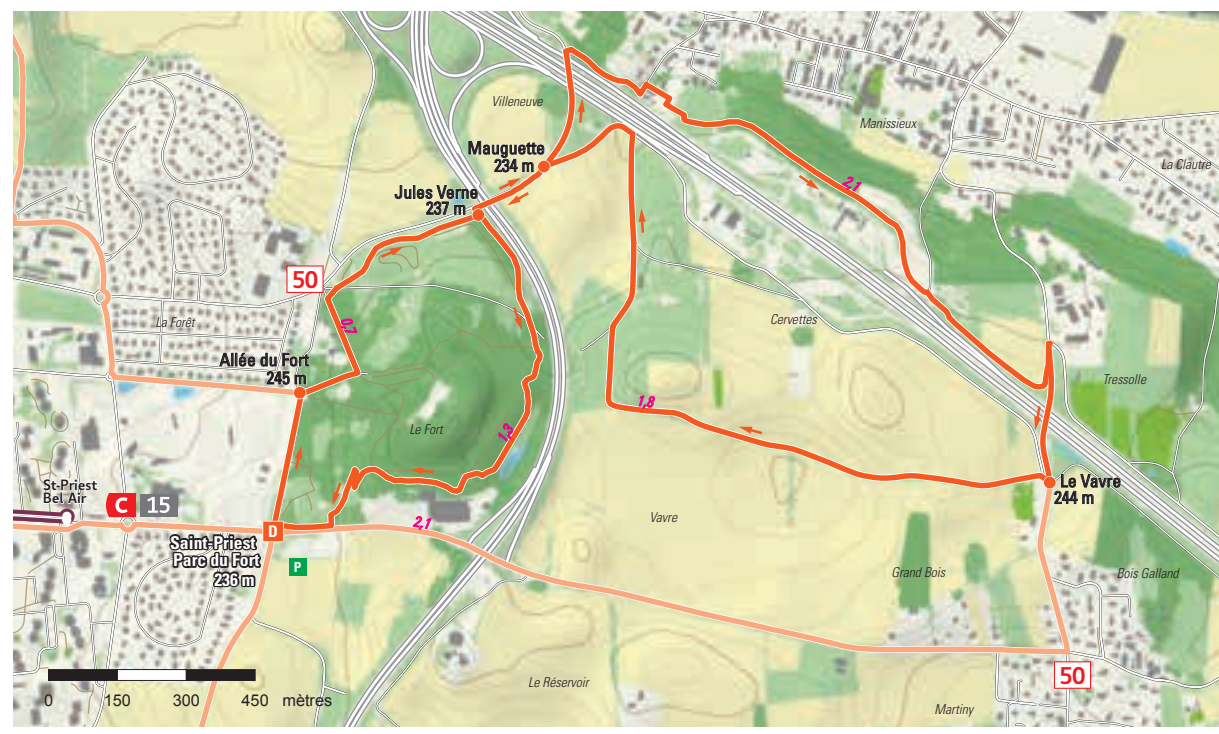 Villeneuve
Manissieux
La Clautre
Mauguette
234 m
2,1
Jules Verne
237 m
50
La Forêt
0,7
Cervettes
Allée du Fort
245 m
Tressolle
1,8
Le Fort
1,3
St-Priest
Bel Air
C 15
Le Vavre
244 m
Vavre
2,1
D
Saint-Priest
Parc du Fort
236 m
P
Grand Bois
Bois Galland
50
Le Réservoir
Martiny
0 150 300 450 mètres